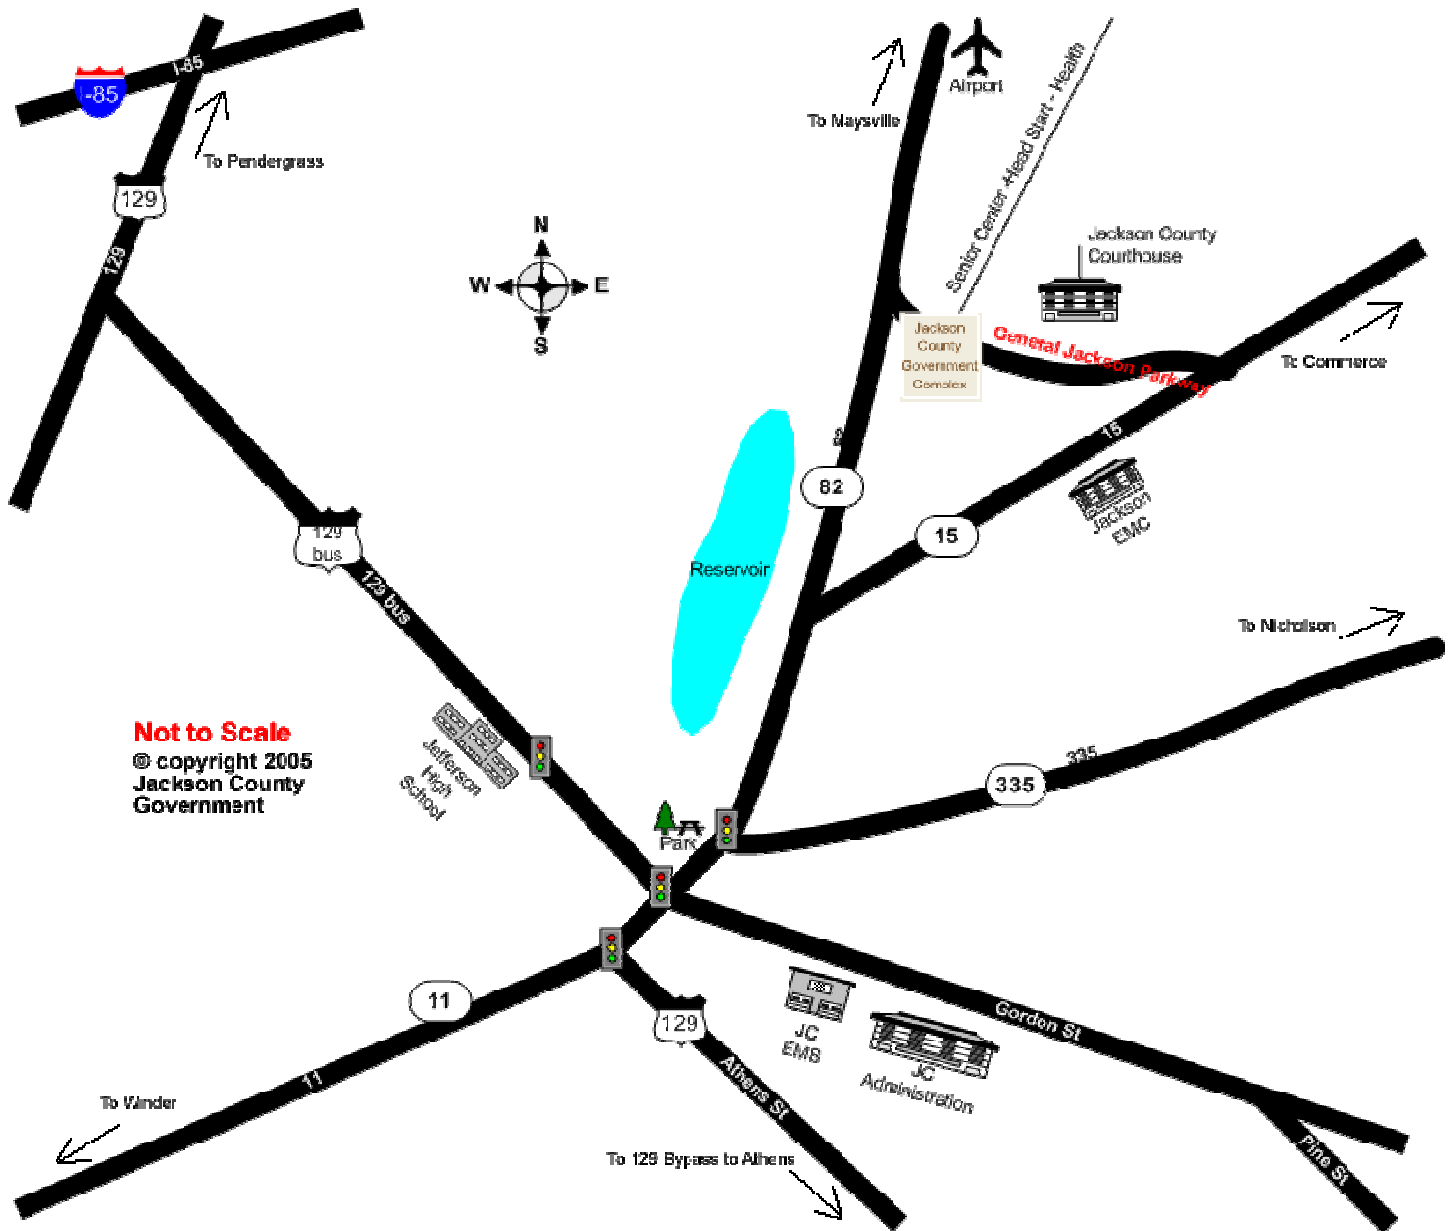 I-85
I-85
To Pendergrass
129
129
N
W
E
S
To Maysville
Airport
Senior Center -Head Start - Health
Jackson County
Courthouse
Jackson
County
Government
Complex
General Jackson Parkway
To Commerce
15
Jackson
EMC
82
15
129
bus
129 bus
Reservoir
To Nicholson
Not to Scale
© copyright 2005
Jackson County
Government
Jefferson
High
School
335
335
Park
11
11
129
Athens St
JC
EMS
JC
Administration
Gordon St
Pine St
To Winder
To 129 Bypass to Athens